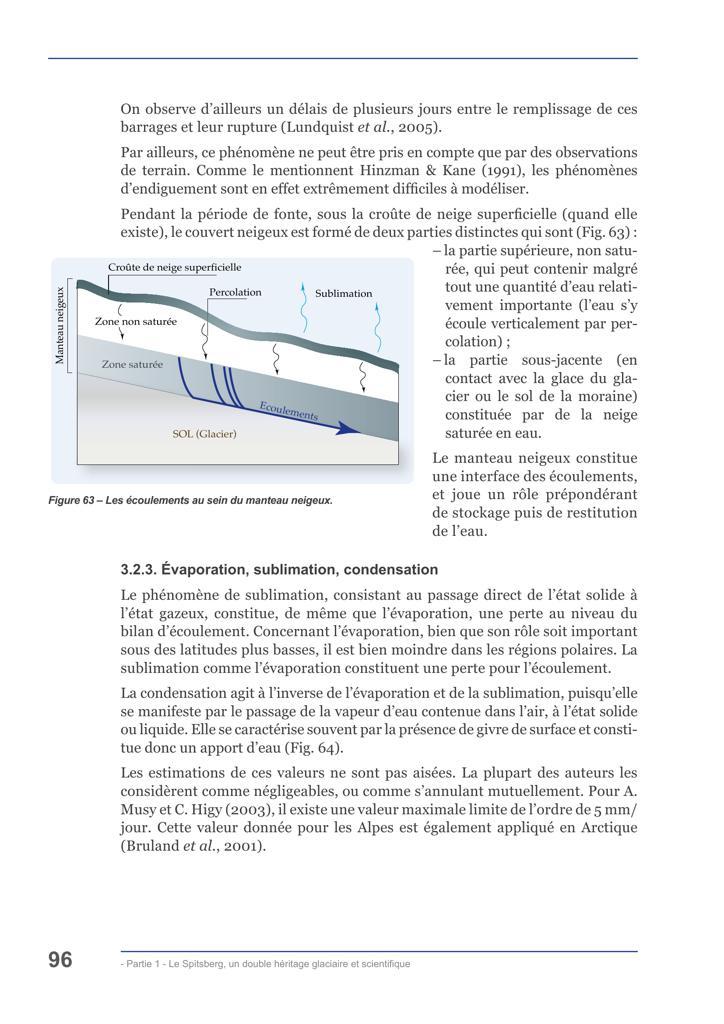 On observe d’ailleurs un délais de plusieurs jours entre le remplissage de ces
barrages et leur rupture (Lundquist et al., 2005).
Par ailleurs, ce phénomène ne peut être pris en compte que par des observations
de terrain. Comme le mentionnent Hinzman & Kane (1991), les phénomènes
d’endiguement sont en effet extrêmement difficiles à modéliser.
Pendant la période de fonte, sous la croûte de neige superficielle (quand elle
existe), le couvert neigeux est formé de deux parties distinctes qui sont (Fig. 63) :
– la partie supérieure, non satu-
rée, qui peut contenir malgré
tout une quantité d’eau relati-
vement importante (l’eau s’y
écoule verticalement par per-
colation) ;
– la partie sous-jacente (en
contact avec la glace du gla-
cier ou le sol de la moraine)
constituée par de la neige
saturée en eau.
Le manteau neigeux constitue
une interface des écoulements,
et joue un rôle prépondérant
de stockage puis de restitution
de l’eau.
Croûte de neige superficielle
Percolation
Sublimation
Manteau neigeux
Zone non saturée
Zone saturée
Ecoulements
SOL (Glacier)
Figure 63 – Les écoulements au sein du manteau neigeux.
3.2.3. Évaporation, sublimation, condensation
Le phénomène de sublimation, consistant au passage direct de l’état solide à
l’état gazeux, constitue, de même que l’évaporation, une perte au niveau du
bilan d’écoulement. Concernant l’évaporation, bien que son rôle soit important
sous des latitudes plus basses, il est bien moindre dans les régions polaires. La
sublimation comme l’évaporation constituent une perte pour l’écoulement.
La condensation agit à l’inverse de l’évaporation et de la sublimation, puisqu’elle
se manifeste par le passage de la vapeur d’eau contenue dans l’air, à l’état solide
ou liquide. Elle se caractérise souvent par la présence de givre de surface et consti-
tue donc un apport d’eau (Fig. 64).
Les estimations de ces valeurs ne sont pas aisées. La plupart des auteurs les
considèrent comme négligeables, ou comme s’annulant mutuellement. Pour A.
Musy et C. Higy (2003), il existe une valeur maximale limite de l’ordre de 5 mm/
jour. Cette valeur donnée pour les Alpes est également appliqué en Arctique
(Bruland et al., 2001).
96
- Partie 1 - Le Spitsberg, un double héritage glaciaire et scientifique